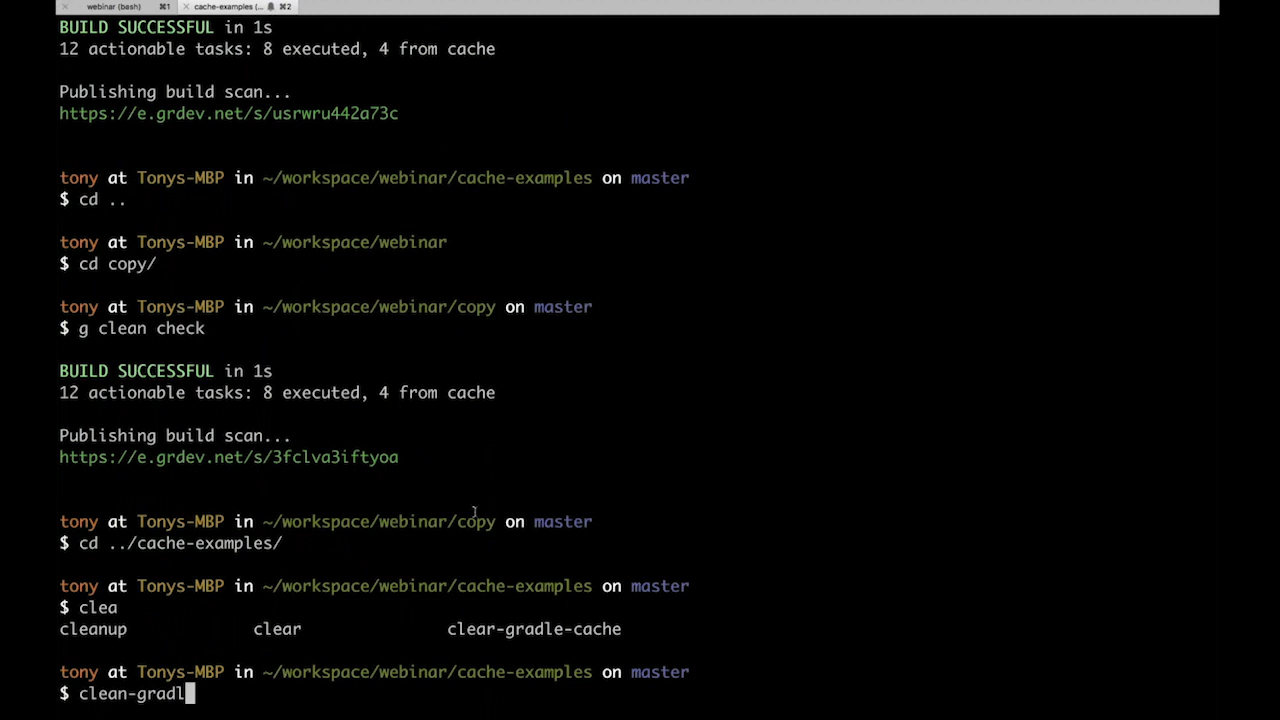 webinar (bash) ⌘1 cache-examples (... ⌘2
BUILD SUCCESSFUL in 1s
12 actionable tasks: 8 executed, 4 from cache
Publishing build scan...
https://e.grdev.net/s/usrwru442a73c
tony at Tonys-MBP in ~/workspace/webinar/cache-examples on master
$ cd ..
tony at Tonys-MBP in ~/workspace/webinar
$ cd copy/
tony at Tonys-MBP in ~/workspace/webinar/copy on master
$ g clean check
BUILD SUCCESSFUL in 1s
12 actionable tasks: 8 executed, 4 from cache
Publishing build scan...
https://e.grdev.net/s/3fclva3iftyoa
tony at Tonys-MBP in ~/workspace/webinar/copy on master
$ cd ../cache-examples/
tony at Tonys-MBP in ~/workspace/webinar/cache-examples on master
$ clea
cleanup clear clear-gradle-cache
tony at Tonys-MBP in ~/workspace/webinar/cache-examples on master
$ clean-gradl